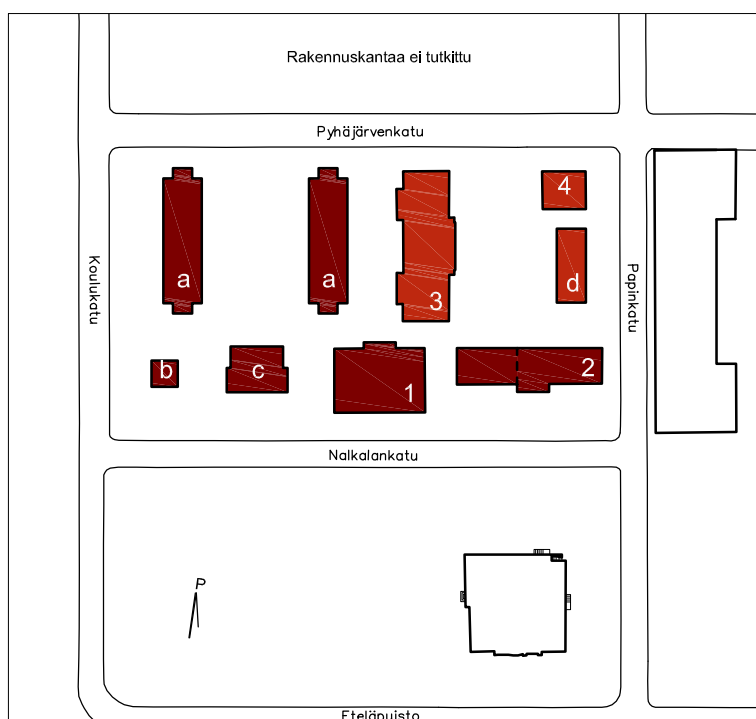 Rakennuskantaa ei tutkittu
Pyhäjärvenkatu
Koulukatu
Papinkatu
a
a
3
4
d
b
c
1
2
Nalkalankatu
P
Eteläpuisto